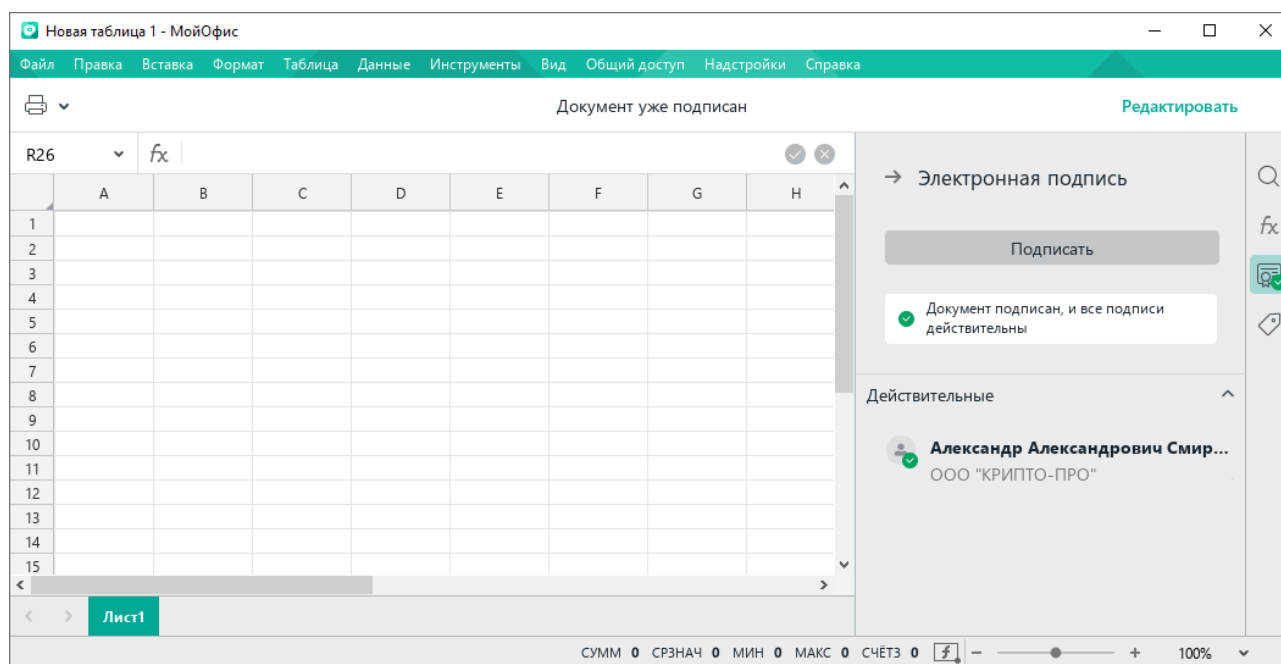 Новая таблица 1 - МойОфис
Файл Правка Вставка Формат Таблица Данные Инструменты Вид Общий доступ Надстройки Справка
Документ уже подписан
Редактировать
R26 fx
A B C D E F G H
1
2
3
4
5
6
7
8
9
10
11
12
13
14
15
Лист1
Электронная подпись
Подписать
Документ подписан, и все подписи
действительны
Действительные
Александр Александрович Смир...
ООО "КРИПТО-ПРО"
fx
СУММ 0 СРЗНАЧ 0 МИН 0 МАКС 0 СЧЁТЗ 0 f − + 100%